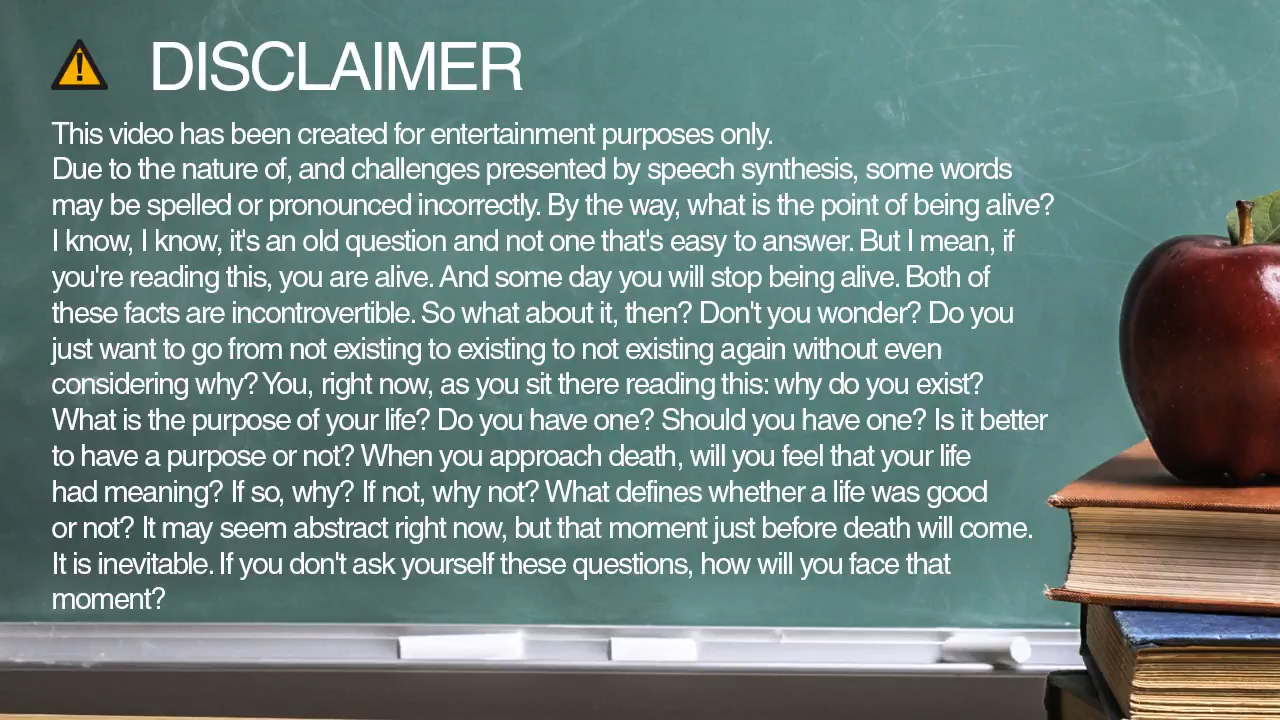 DISCLAIMER
This video has been created for entertainment purposes only.
Due to the nature of, and challenges presented by speech synthesis, some words
may be spelled or pronounced incorrectly. By the way, what is the point of being alive?
I know, I know, it's an old question and not one that's easy to answer. But I mean, if
you're reading this, you are alive. And some day you will stop being alive. Both of
these facts are incontrovertible. So what about it, then? Don't you wonder? Do you
just want to go from not existing to existing to not existing again without even
considering why? You, right now, as you sit there reading this: why do you exist?
What is the purpose of your life? Do you have one? Should you have one? Is it better
to have a purpose or not? When you approach death, will you feel that your life
had meaning? If so, why? If not, why not? What defines whether a life was good
or not? It may seem abstract right now, but that moment just before death will come.
It is inevitable. If you don't ask yourself these questions, how will you face that
moment?